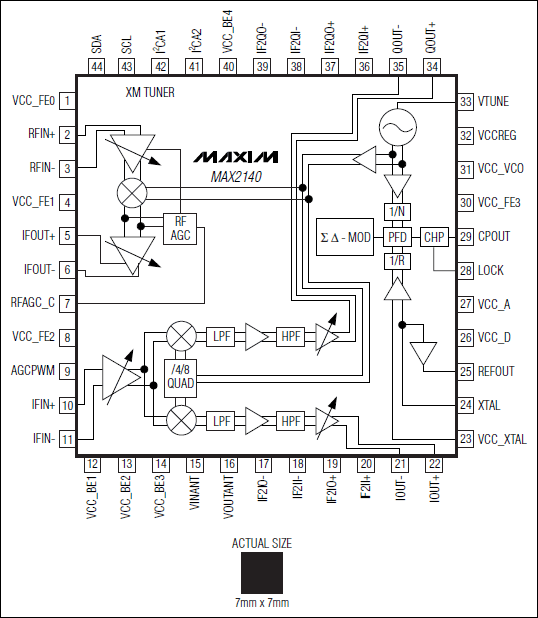 SDA
SCL
I²CA1
I²CA2
VCC_BE4
IF2QO-
IF2QI-
IF2QO+
IF2QI+
QOUT-
QOUT+
44 43 42 41 40 39 38 37 36 35 34
XM TUNER
MAXIM
MAX2140
VCC_FE0 1
RFIN+ 2
RFIN- 3
VCC_FE1 4
IFOUT+ 5
IFOUT- 6
RFAGC_C 7
VCC_FE2 8
AGCPWM 9
IFIN+ 10
IFIN- 11
33 VTUNE
32 VCCREG
31 VCC_VCO
30 VCC_FE3
29 CPOUT
28 LOCK
27 VCC_A
26 VCC_D
25 REFOUT
24 XTAL
23 VCC_XTAL
RF
AGC
1/N
Σ Δ - MOD
PFD
CHP
1/R
LPF
HPF
/4/8
QUAD
LPF
HPF
12 13 14 15 16 17 18 19 20 21 22
VCC_BE1
VCC_BE2
VCC_BE3
VINANT
VOUTANT
IF2IO-
IF2II-
IF2IO+
IF2II+
IOUT-
IOUT+
ACTUAL SIZE
7mm x 7mm